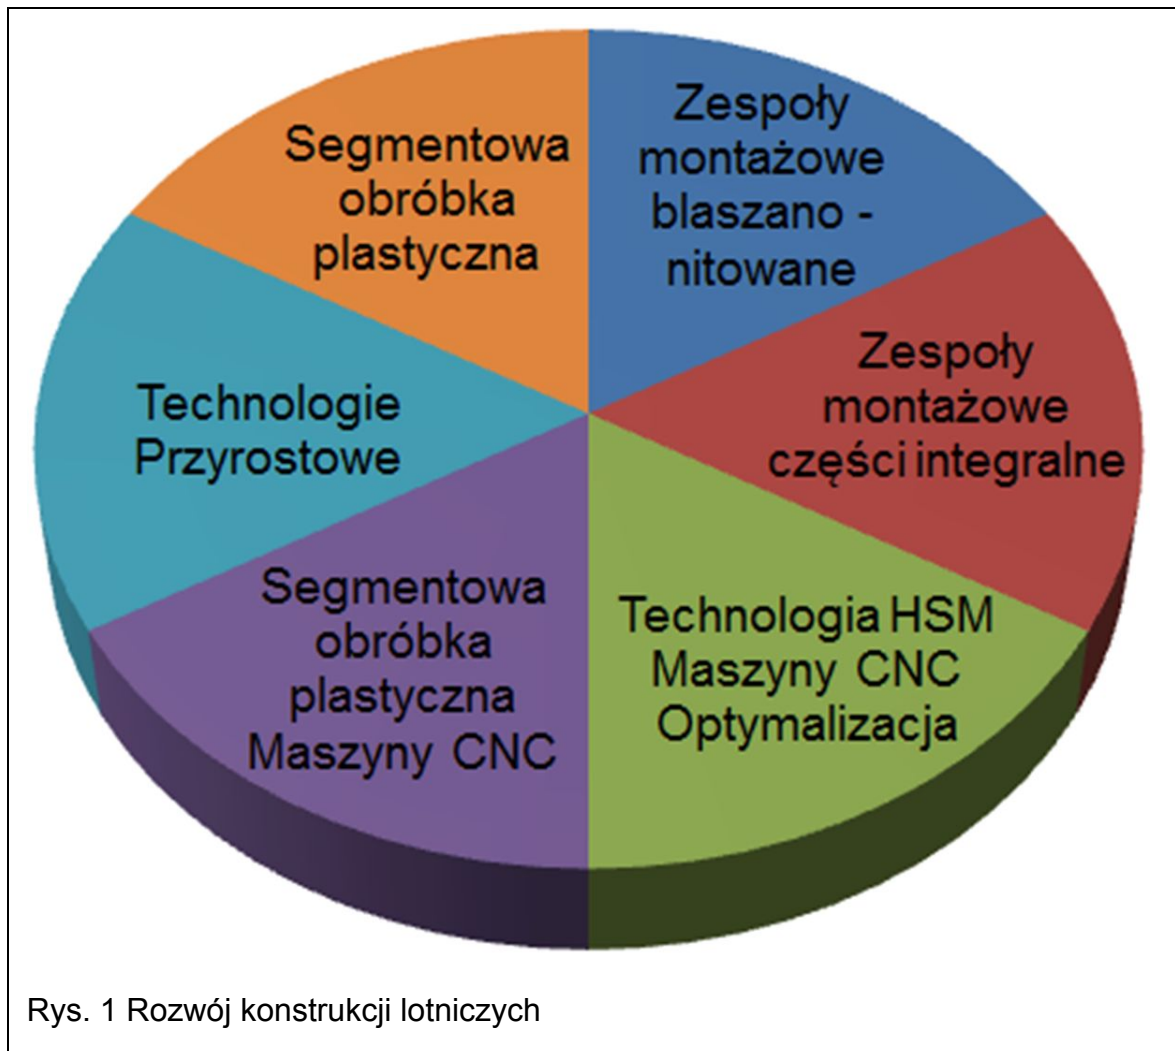 Zespoły
montażowe
blaszano -
nitowane
Zespoły
montażowe
części integralne
Technologia HSM
Maszyny CNC
Optymalizacja
Segmentowa
obróbka
plastyczna
Maszyny CNC
Technologie
Przyrostowe
Segmentowa
obróbka
plastyczna
Rys. 1 Rozwój konstrukcji lotniczych